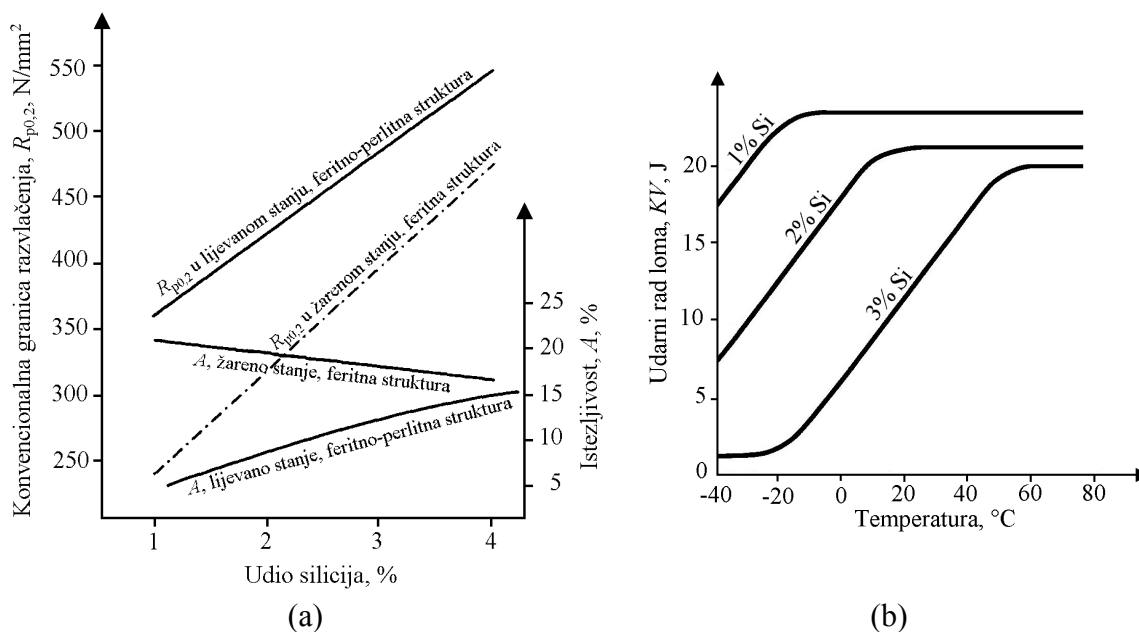 Konvencionalna granica razvlačenja, Rp0,2, N/mm²
550
500
450
400
350
300
250
Rp0,2 u lijevanom stanju, feritno-perlitna struktura
Rp0,2 u žarenom stanju. feritna struktura
A, žareno stanje, feritna struktura
A, lijevano stanje, feritno-perlitna struktura
25
20
15
10
5
Istezljivost, A, %
1 2 3 4
Udio silicija, %
(a)
Udarni rad loma, KV, J
20
15
10
5
0
1% Si
2% Si
3% Si
-40 -20 0 20 40 60 80
Temperatura, °C
(b)